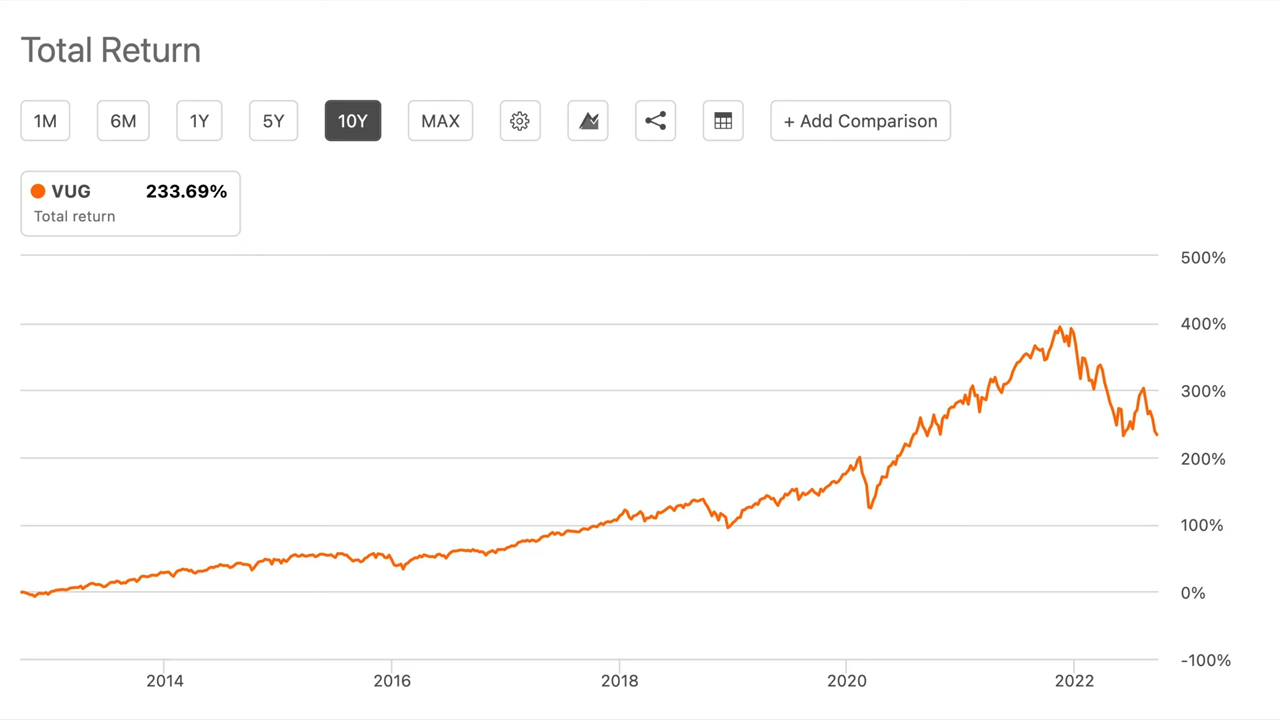 Total Return
1M 6M 1Y 5Y 10Y MAX + Add Comparison
VUG 233.69%
Total return
500%
400%
300%
200%
100%
0%
-100%
2014 2016 2018 2020 2022